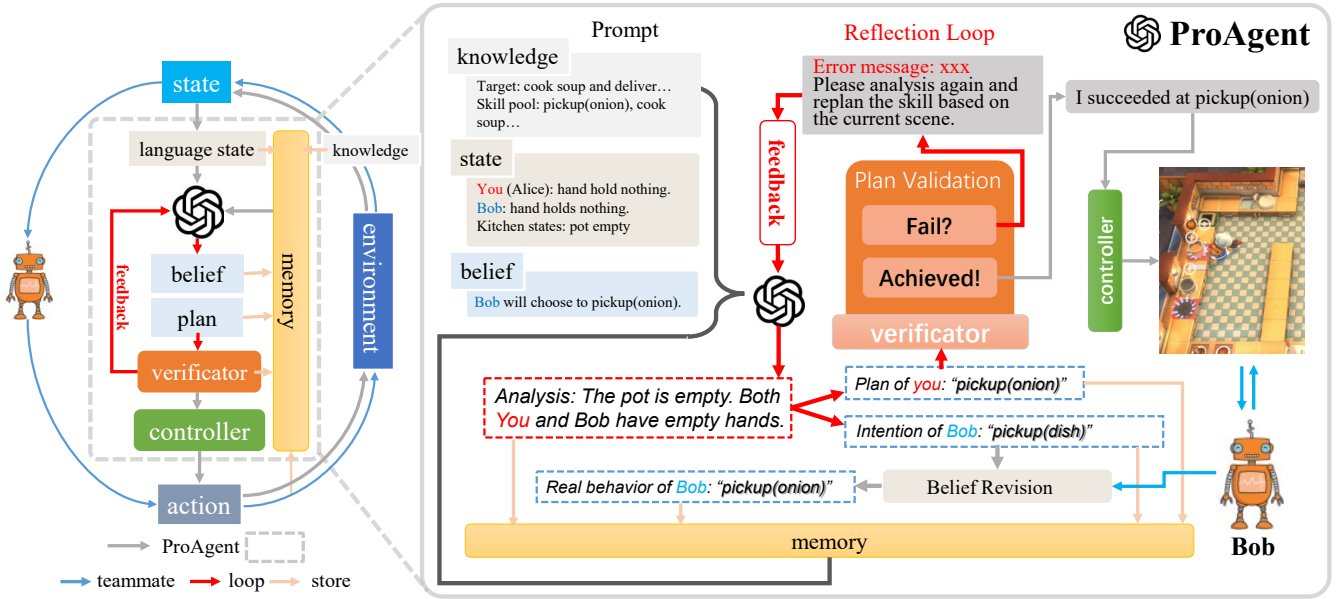 state
language state
knowledge
belief
feedback
plan
memory
environment
verificator
controller
action
ProAgent
teammate
loop
store
Prompt
Reflection Loop
ProAgent
knowledge
Target: cook soup and deliver…
Skill pool: pickup(onion), cook
soup…
state
You (Alice): hand hold nothing.
Bob: hand holds nothing.
Kitchen states: pot empty
belief
Bob will choose to pickup(onion).
Error message: xxx
Please analysis again and
replan the skill based on
the current scene.
feedback
Plan Validation
Fail?
Achieved!
verificator
I succeeded at pickup(onion)
controller
Analysis: The pot is empty. Both
You and Bob have empty hands.
Plan of you: “pickup(onion)”
Intention of Bob: “pickup(dish)”
Real behavior of Bob: “pickup(onion)”
Belief Revision
Bob
memory